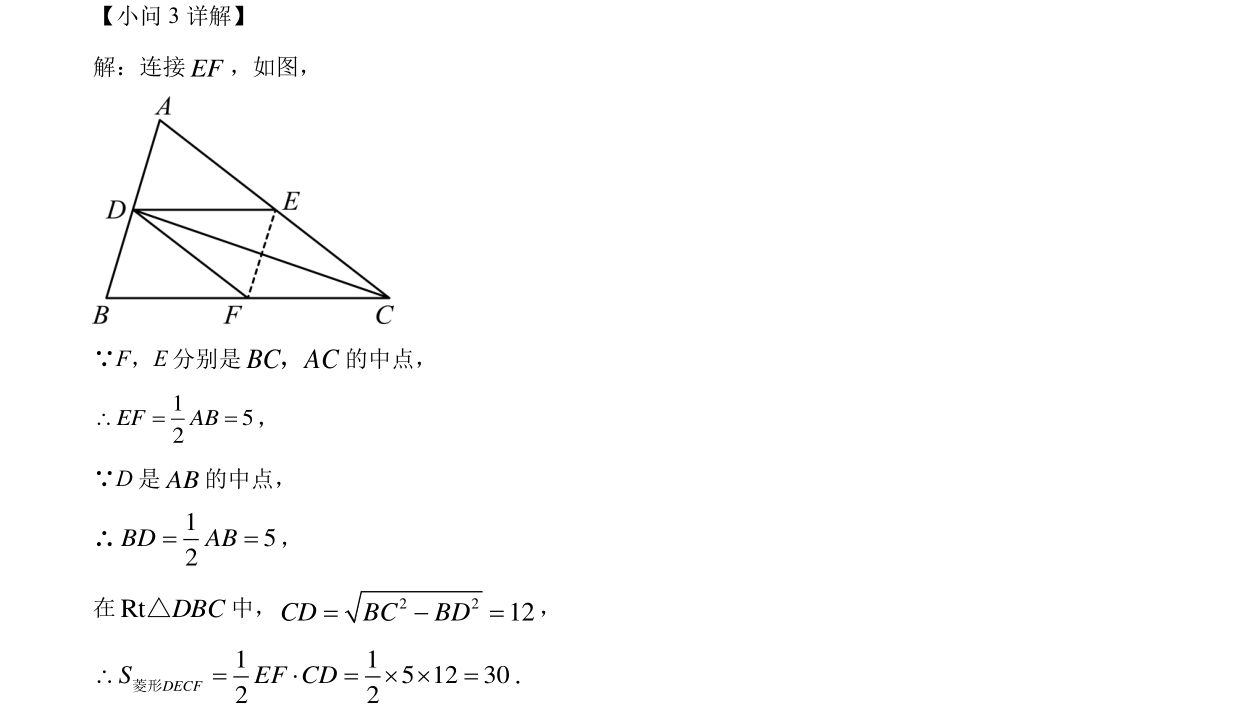 【小问 3 详解】
解：连接 EF ，如图，
A
D
E
B
F
C
∵F，E 分别是 BC，AC 的中点，
∴EF = 1/2 AB = 5，
∵D 是 AB 的中点，
∴ BD = 1/2 AB = 5，
在 Rt△DBC 中， CD = √(BC² − BD²) = 12，
∴S菱形DECF = 1/2 EF · CD = 1/2 × 5 × 12 = 30．